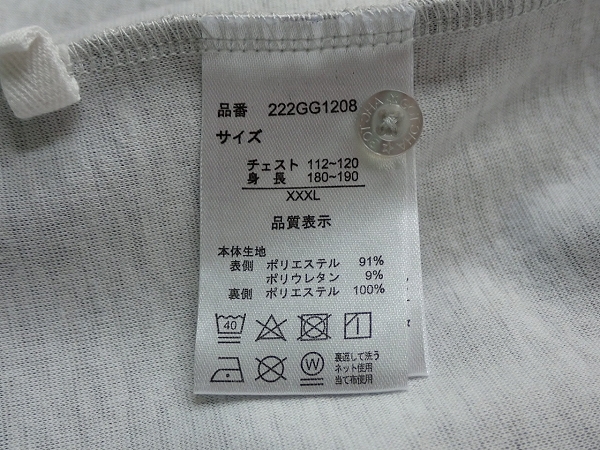 品番 222GG1208
サイズ
チェスト 112~120
身長 180~190
XXXL
品質表示
本体生地
表側 ポリエステル 91%
ポリウレタン 9%
裏側 ポリエステル 100%
40
W
裏返して洗う
ネット使用
当て布使用